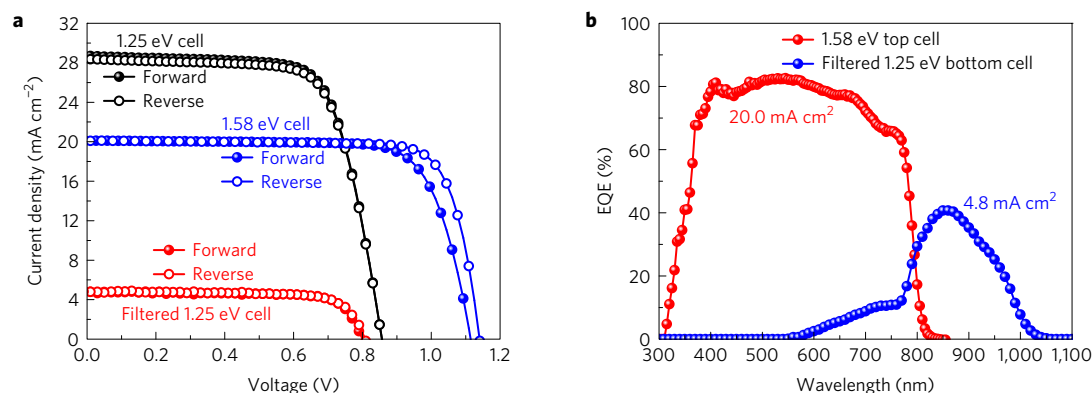 a
32
28
24
20
16
12
8
4
0
Current density (mA cm⁻²)
1.25 eV cell
Forward
Reverse
1.58 eV cell
Forward
Reverse
Forward
Reverse
Filtered 1.25 eV cell
0.0 0.2 0.4 0.6 0.8 1.0 1.2
Voltage (V)
b
100
80
60
40
20
0
EQE (%)
1.58 eV top cell
Filtered 1.25 eV bottom cell
20.0 mA cm²
4.8 mA cm²
300 400 500 600 700 800 900 1,000 1,100
Wavelength (nm)